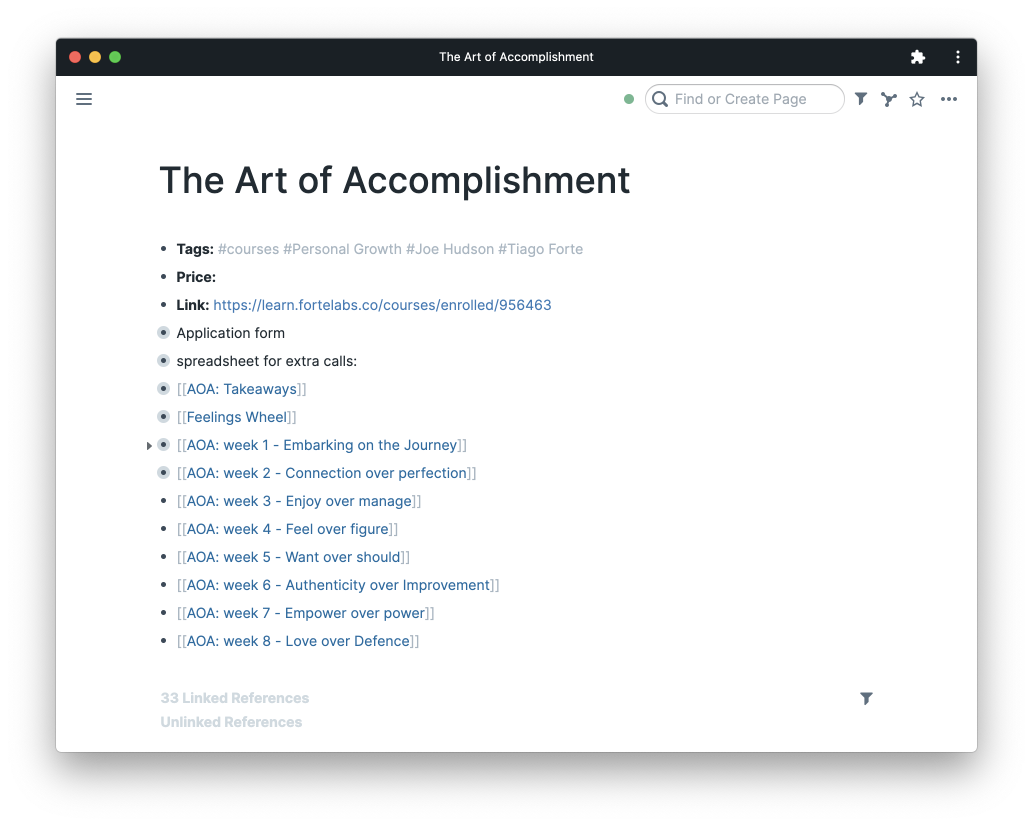 The Art of Accomplishment
Find or Create Page
The Art of Accomplishment
Tags: #courses #Personal Growth #Joe Hudson #Tiago Forte
Price:
Link: https://learn.fortelabs.co/courses/enrolled/956463
Application form
spreadsheet for extra calls:
[[AOA: Takeaways]]
[[Feelings Wheel]]
[[AOA: week 1 - Embarking on the Journey]]
[[AOA: week 2 - Connection over perfection]]
[[AOA: week 3 - Enjoy over manage]]
[[AOA: week 4 - Feel over figure]]
[[AOA: week 5 - Want over should]]
[[AOA: week 6 - Authenticity over Improvement]]
[[AOA: week 7 - Empower over power]]
[[AOA: week 8 - Love over Defence]]
33 Linked References
Unlinked References